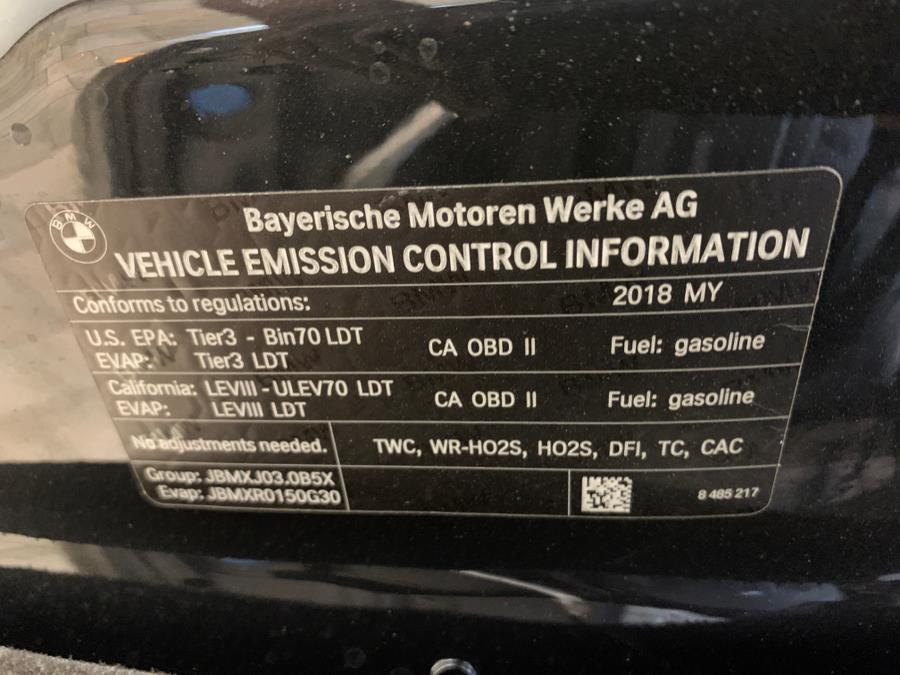 BMW
Bayerische Motoren Werke AG
VEHICLE EMISSION CONTROL INFORMATION
Conforms to regulations: 2018 MY
U.S. EPA: Tier3 - Bin70 LDT CA OBD II Fuel: gasoline
EVAP: Tier3 LDT
California: LEVIII - ULEV70 LDT CA OBD II Fuel: gasoline
EVAP: LEVIII LDT
No adjustments needed. TWC, WR-HO2S, HO2S, DFI, TC, CAC
Group: JBMXJ03.0B5X
Evap: JBMXR0150G30 8 485 217